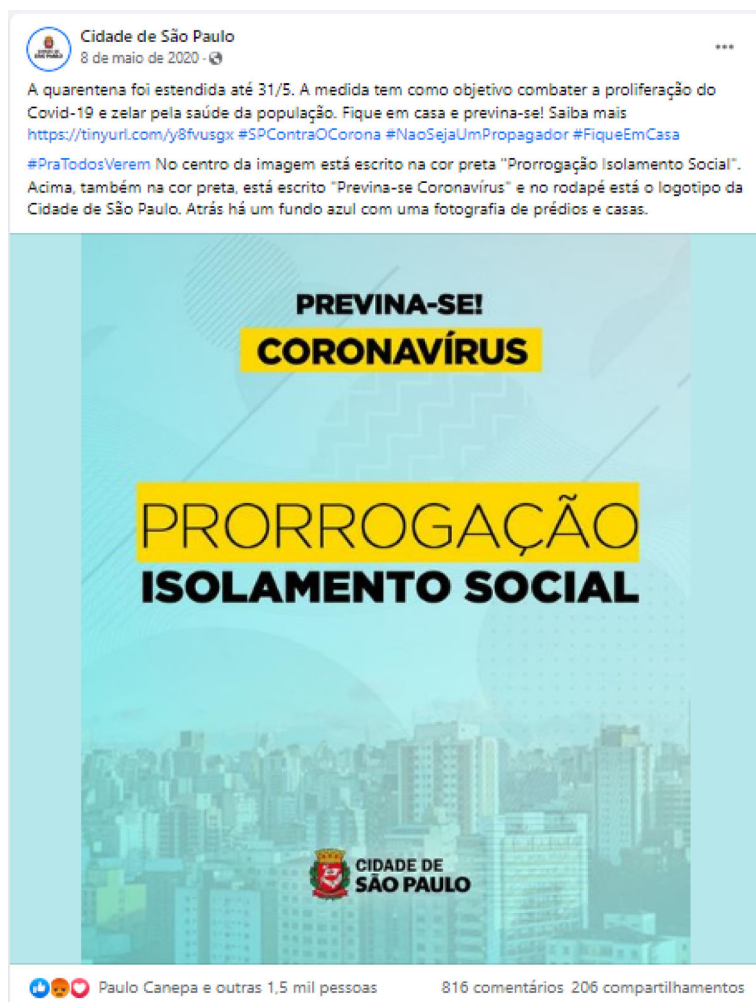 Cidade de São Paulo
8 de maio de 2020 ·
A quarentena foi estendida até 31/5. A medida tem como objetivo combater a proliferação do
Covid-19 e zelar pela saúde da população. Fique em casa e previna-se! Saiba mais
https://tinyurl.com/y8fvusgx #SPContraOCorona #NaoSejaUmPropagador #FiqueEmCasa
#PraTodosVerem No centro da imagem está escrito na cor preta "Prorrogação Isolamento Social".
Acima, também na cor preta, está escrito "Previna-se Coronavírus" e no rodapé está o logotipo da
Cidade de São Paulo. Atrás há um fundo azul com uma fotografia de prédios e casas.
PREVINA-SE!
CORONAVÍRUS
PRORROGAÇÃO
ISOLAMENTO SOCIAL
CIDADE DE
SÃO PAULO
Paulo Canepa e outras 1,5 mil pessoas 816 comentários 206 compartilhamentos